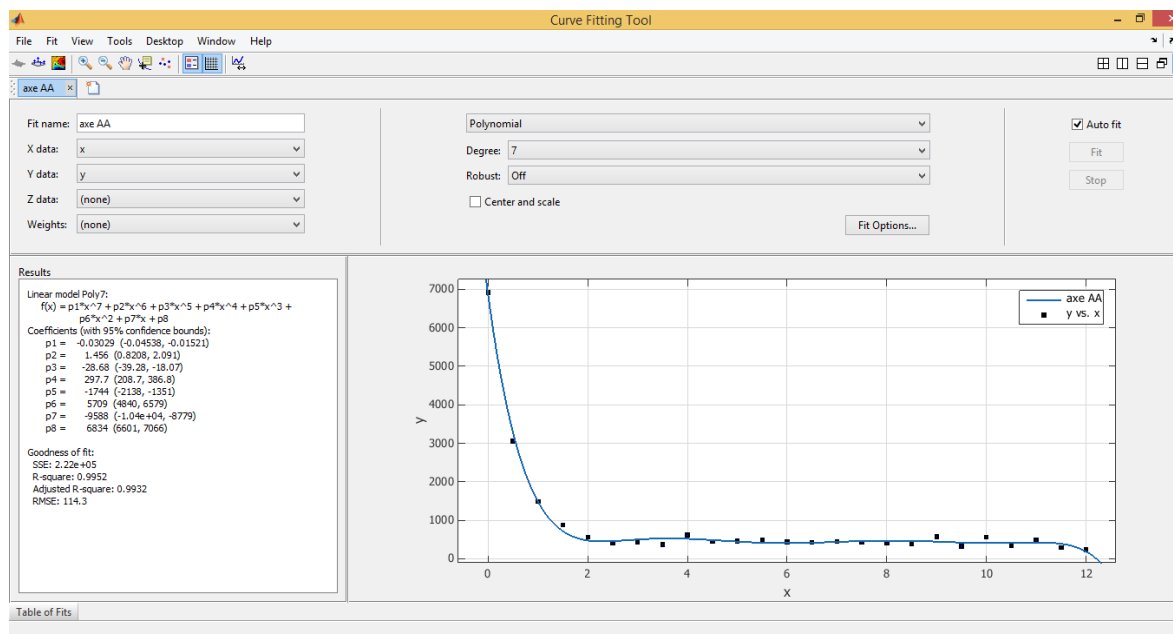 Curve Fitting Tool
File Fit View Tools Desktop Window Help
axe AA
Fit name: axe AA
X data: x
Y data: y
Z data: (none)
Weights: (none)
Polynomial
Degree: 7
Robust: Off
Center and scale
Fit Options...
Auto fit
Fit
Stop
Results
Linear model Poly7:
f(x) = p1*x^7 + p2*x^6 + p3*x^5 + p4*x^4 + p5*x^3 +
p6*x^2 + p7*x + p8
Coefficients (with 95% confidence bounds):
p1 = -0.03029 (-0.04538, -0.01521)
p2 = 1.456 (0.8208, 2.091)
p3 = -28.68 (-39.28, -18.07)
p4 = 297.7 (208.7, 386.8)
p5 = -1744 (-2138, -1351)
p6 = 5709 (4840, 6579)
p7 = -9588 (-1.04e+04, -8779)
p8 = 6834 (6601, 7066)
Goodness of fit:
SSE: 2.22e+05
R-square: 0.9952
Adjusted R-square: 0.9932
RMSE: 114.3
7000
6000
5000
4000
3000
2000
1000
0
y
0 2 4 6 8 10 12
x
axe AA
y vs. x
Table of Fits